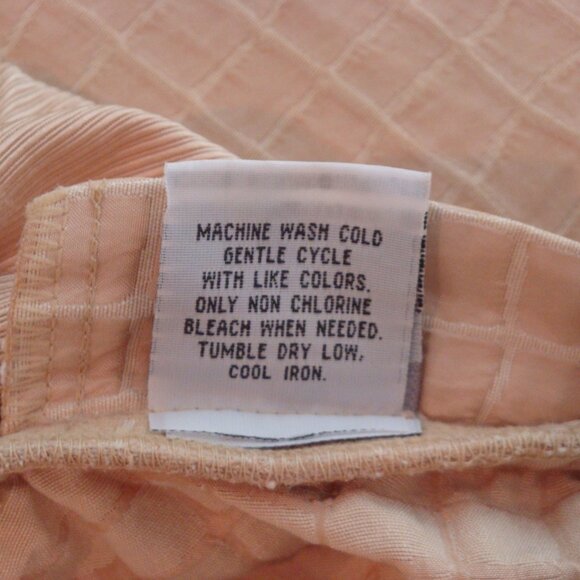 MACHINE WASH COLD
GENTLE CYCLE
WITH LIKE COLORS.
ONLY NON CHLORINE
BLEACH WHEN NEEDED.
TUMBLE DRY LOW,
COOL IRON.